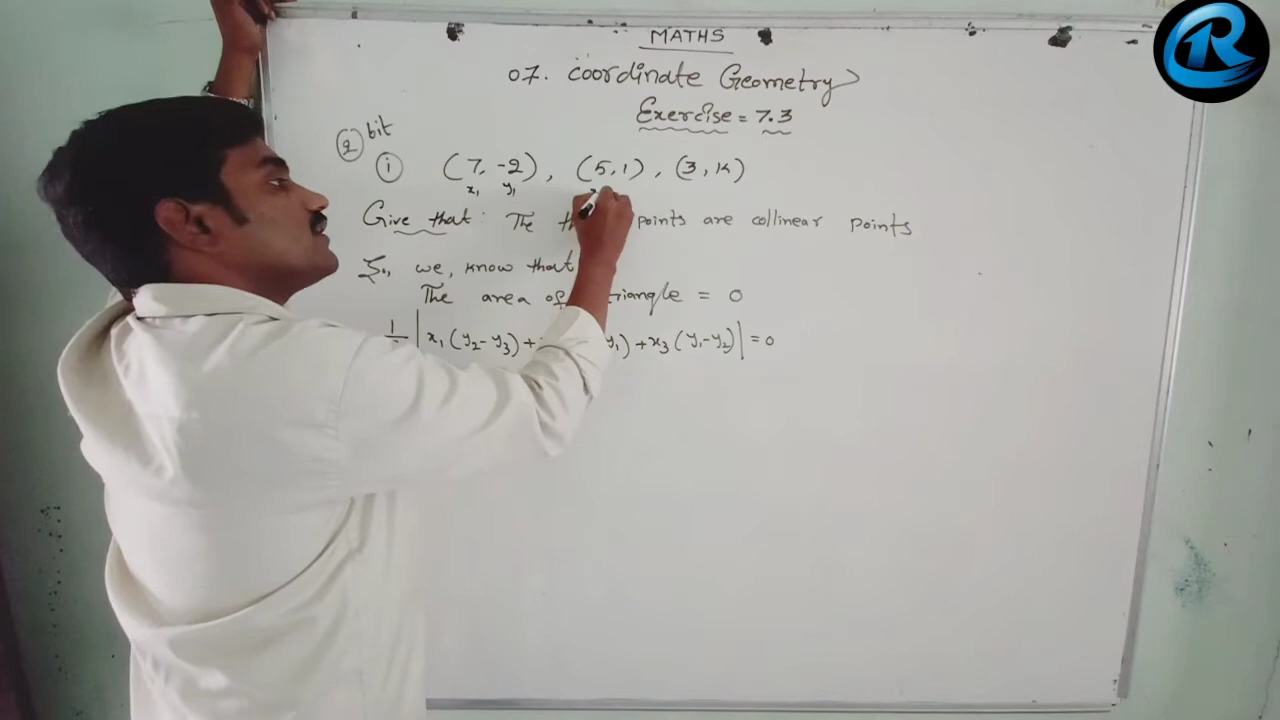 MATHS
07. Coordinate Geometry
Exercise = 7.3
2 bit
i (7, -2), (5,1), (3,k)
x₁ y₁
Give that: The points are collinear points
So, we, know that
The area of triangle = 0
1 | x₁(y₂-y₃)+ y₁)+x₃(y₁-y₂)| = 0
R